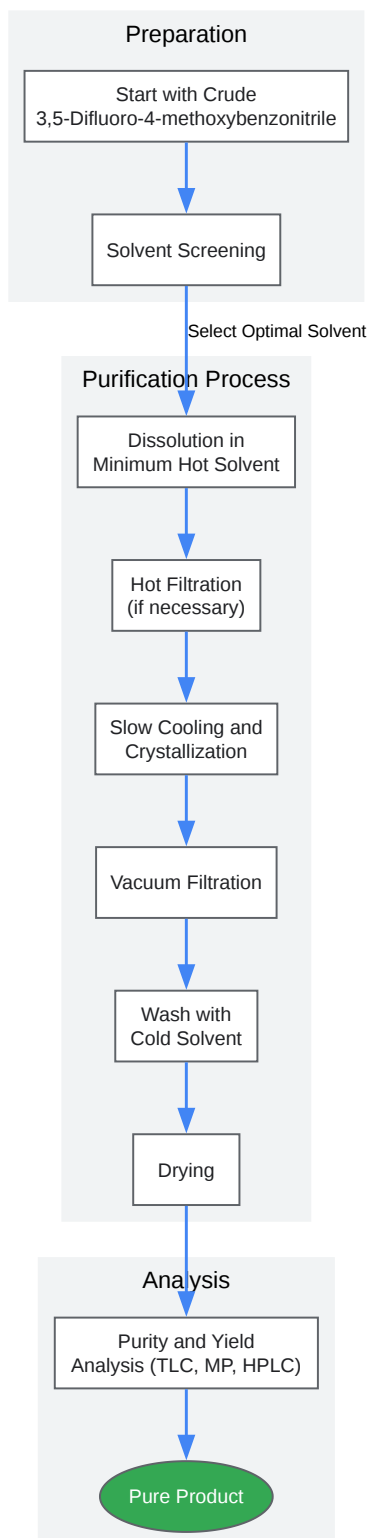 Preparation
Start with Crude
3,5-Difluoro-4-methoxybenzonitrile
Solvent Screening
Select Optimal Solvent
Purification Process
Dissolution in
Minimum Hot Solvent
Hot Filtration
(if necessary)
Slow Cooling and
Crystallization
Vacuum Filtration
Wash with
Cold Solvent
Drying
Analysis
Purity and Yield
Analysis (TLC, MP, HPLC)
Pure Product